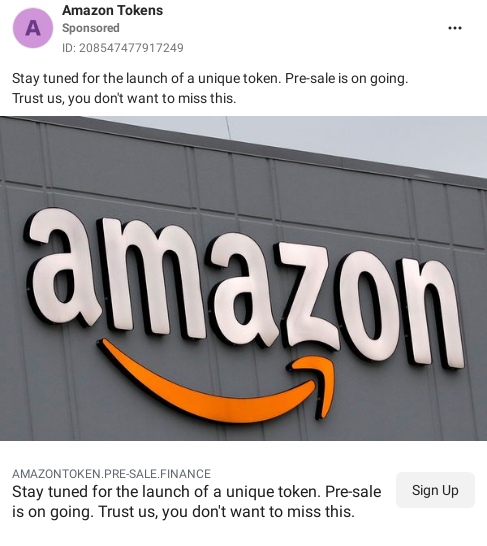 A
Amazon Tokens
Sponsored
ID: 208547477917249
Stay tuned for the launch of a unique token. Pre-sale is on going.
Trust us, you don't want to miss this.
amazon
AMAZONTOKEN.PRE-SALE.FINANCE
Stay tuned for the launch of a unique token. Pre-sale
is on going. Trust us, you don't want to miss this.
Sign Up